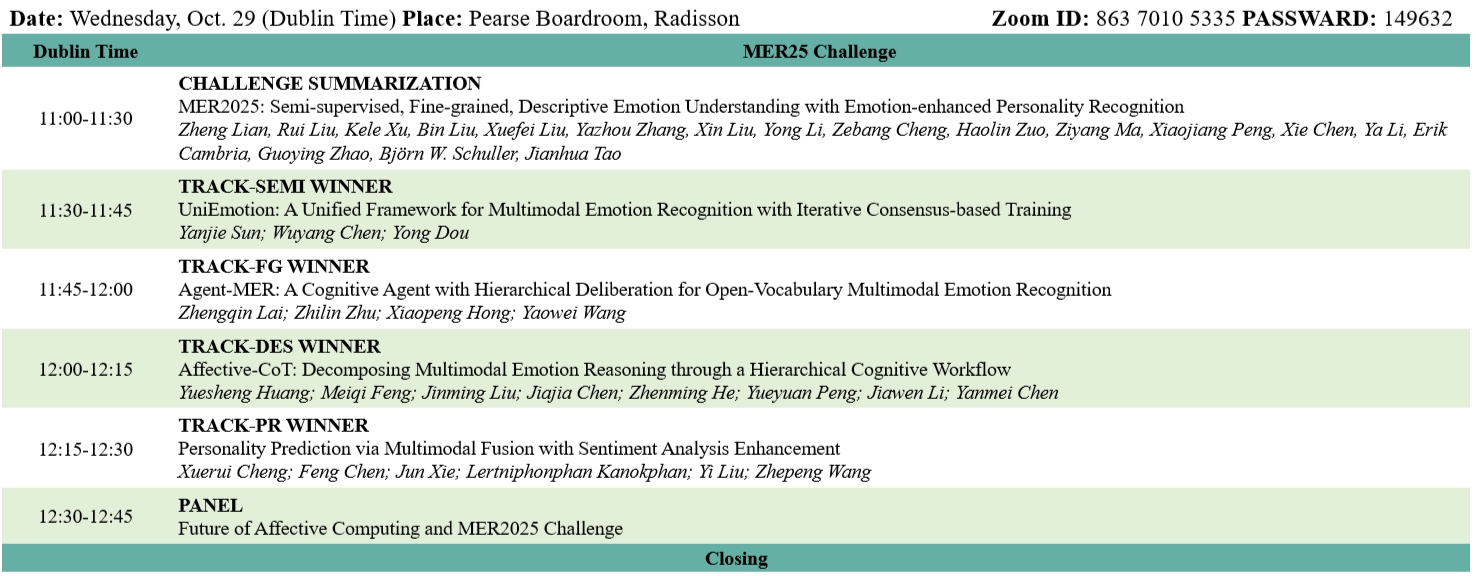 Date: Wednesday, Oct. 29 (Dublin Time) Place: Pearse Boardroom, Radisson Zoom ID: 863 7010 5335 PASSWARD: 149632
Dublin Time MER25 Challenge
11:00-11:30
CHALLENGE SUMMARIZATION
MER2025: Semi-supervised, Fine-grained, Descriptive Emotion Understanding with Emotion-enhanced Personality Recognition
Zheng Lian, Rui Liu, Kele Xu, Bin Liu, Xuefei Liu, Yazhou Zhang, Xin Liu, Yong Li, Zebang Cheng, Haolin Zuo, Ziyang Ma, Xiaojiang Peng, Xie Chen, Ya Li, Erik
Cambria, Guoying Zhao, Björn W. Schuller, Jianhua Tao
11:30-11:45
TRACK-SEMI WINNER
UniEmotion: A Unified Framework for Multimodal Emotion Recognition with Iterative Consensus-based Training
Yanjie Sun; Wuyang Chen; Yong Dou
11:45-12:00
TRACK-FG WINNER
Agent-MER: A Cognitive Agent with Hierarchical Deliberation for Open-Vocabulary Multimodal Emotion Recognition
Zhengqin Lai; Zhilin Zhu; Xiaopeng Hong; Yaowei Wang
12:00-12:15
TRACK-DES WINNER
Affective-CoT: Decomposing Multimodal Emotion Reasoning through a Hierarchical Cognitive Workflow
Yuesheng Huang; Meiqi Feng; Jinming Liu; Jiajia Chen; Zhenming He; Yueyuan Peng; Jiawen Li; Yanmei Chen
12:15-12:30
TRACK-PR WINNER
Personality Prediction via Multimodal Fusion with Sentiment Analysis Enhancement
Xuerui Cheng; Feng Chen; Jun Xie; Lertniphonphan Kanokphan; Yi Liu; Zhepeng Wang
12:30-12:45
PANEL
Future of Affective Computing and MER2025 Challenge
Closing